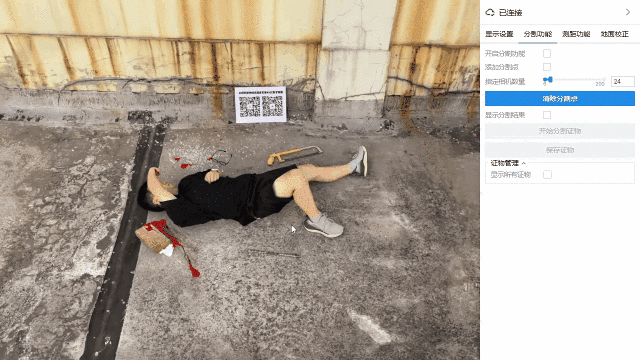 已连接
显示设置 分割功能 测距功能 地面校正
开启分割功能
添加分割点
指定相机数量 24
清除分割点
显示分割结果
开始分割证物
保存证物
证物管理
显示所有证物